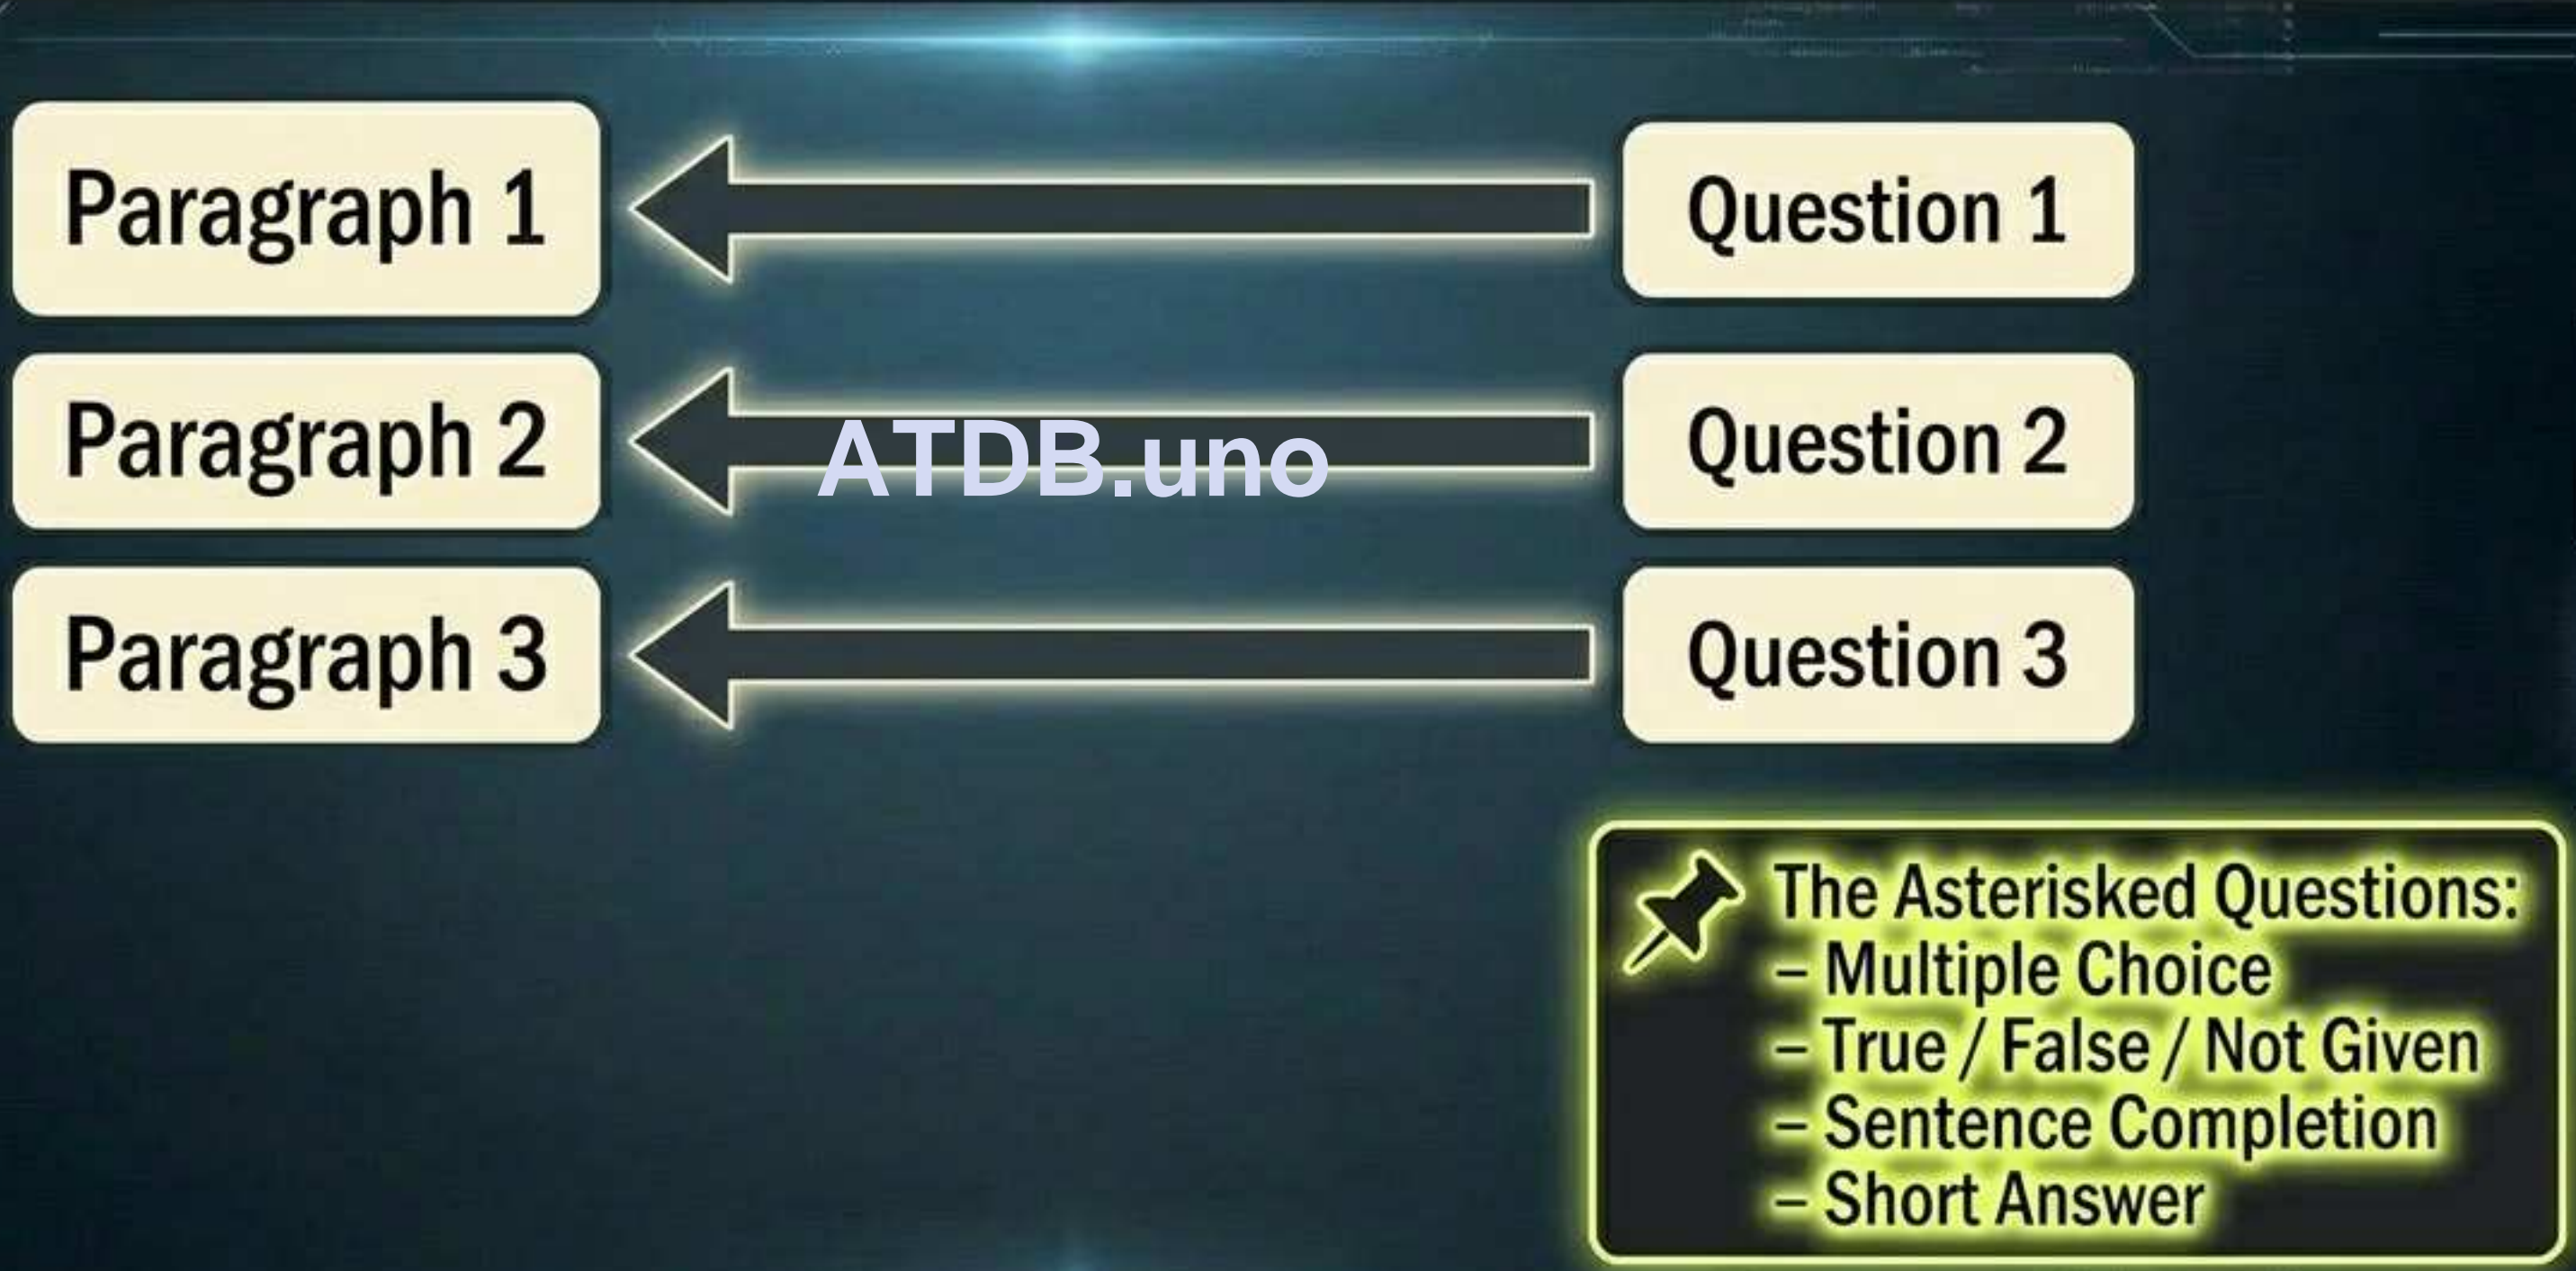 Paragraph 1
Question 1
Paragraph 2
ATDB.uno
Question 2
Paragraph 3
Question 3
The Asterisked Questions:
– Multiple Choice
– True / False / Not Given
– Sentence Completion
– Short Answer